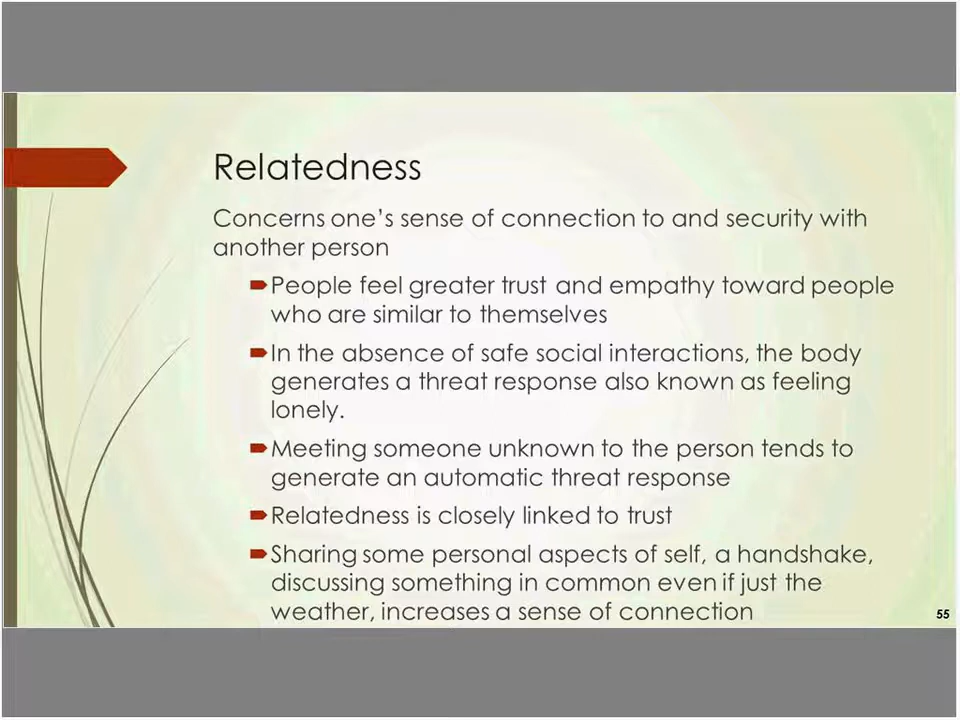 Relatedness
Concerns one's sense of connection to and security with
another person
People feel greater trust and empathy toward people
who are similar to themselves
In the absence of safe social interactions, the body
generates a threat response also known as feeling
lonely.
Meeting someone unknown to the person tends to
generate an automatic threat response
Relatedness is closely linked to trust
Sharing some personal aspects of self, a handshake,
discussing something in common even if just the
weather, increases a sense of connection
55